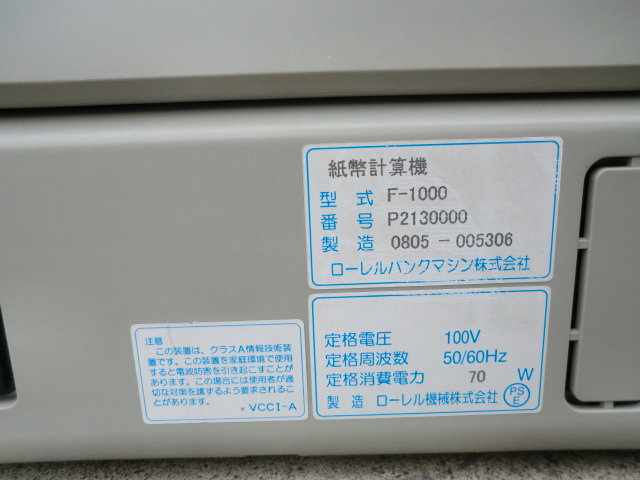 紙幣計算機
型式 F-1000
番号 P2130000
製造 0805-005306
ローレルバンクマシン株式会社
定格電圧 100V
定格周波数 50/60Hz
定格消費電力 70 W
製造 ローレル機械株式会社
PS
E
注意
この装置は、クラスA情報技術装
置です。この装置を家庭環境で使用
すると電波妨害を引き起こすことが
あります。この場合には使用者が適
切な対策を講ずるよう要求されるこ
とがあります。
VCCI-A